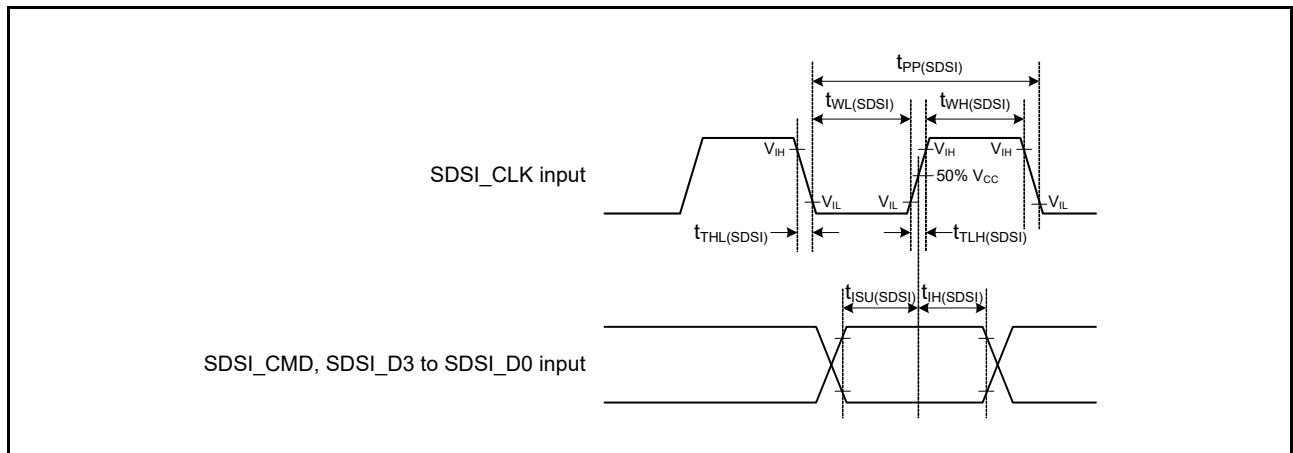 tPP(SDSI)
tWL(SDSI) tWH(SDSI)
VIH VIH VIH
SDSI_CLK input 50% VCC
VIL VIL VIL
tTHL(SDSI) tTLH(SDSI)
tISU(SDSI) tIH(SDSI)
SDSI_CMD, SDSI_D3 to SDSI_D0 input